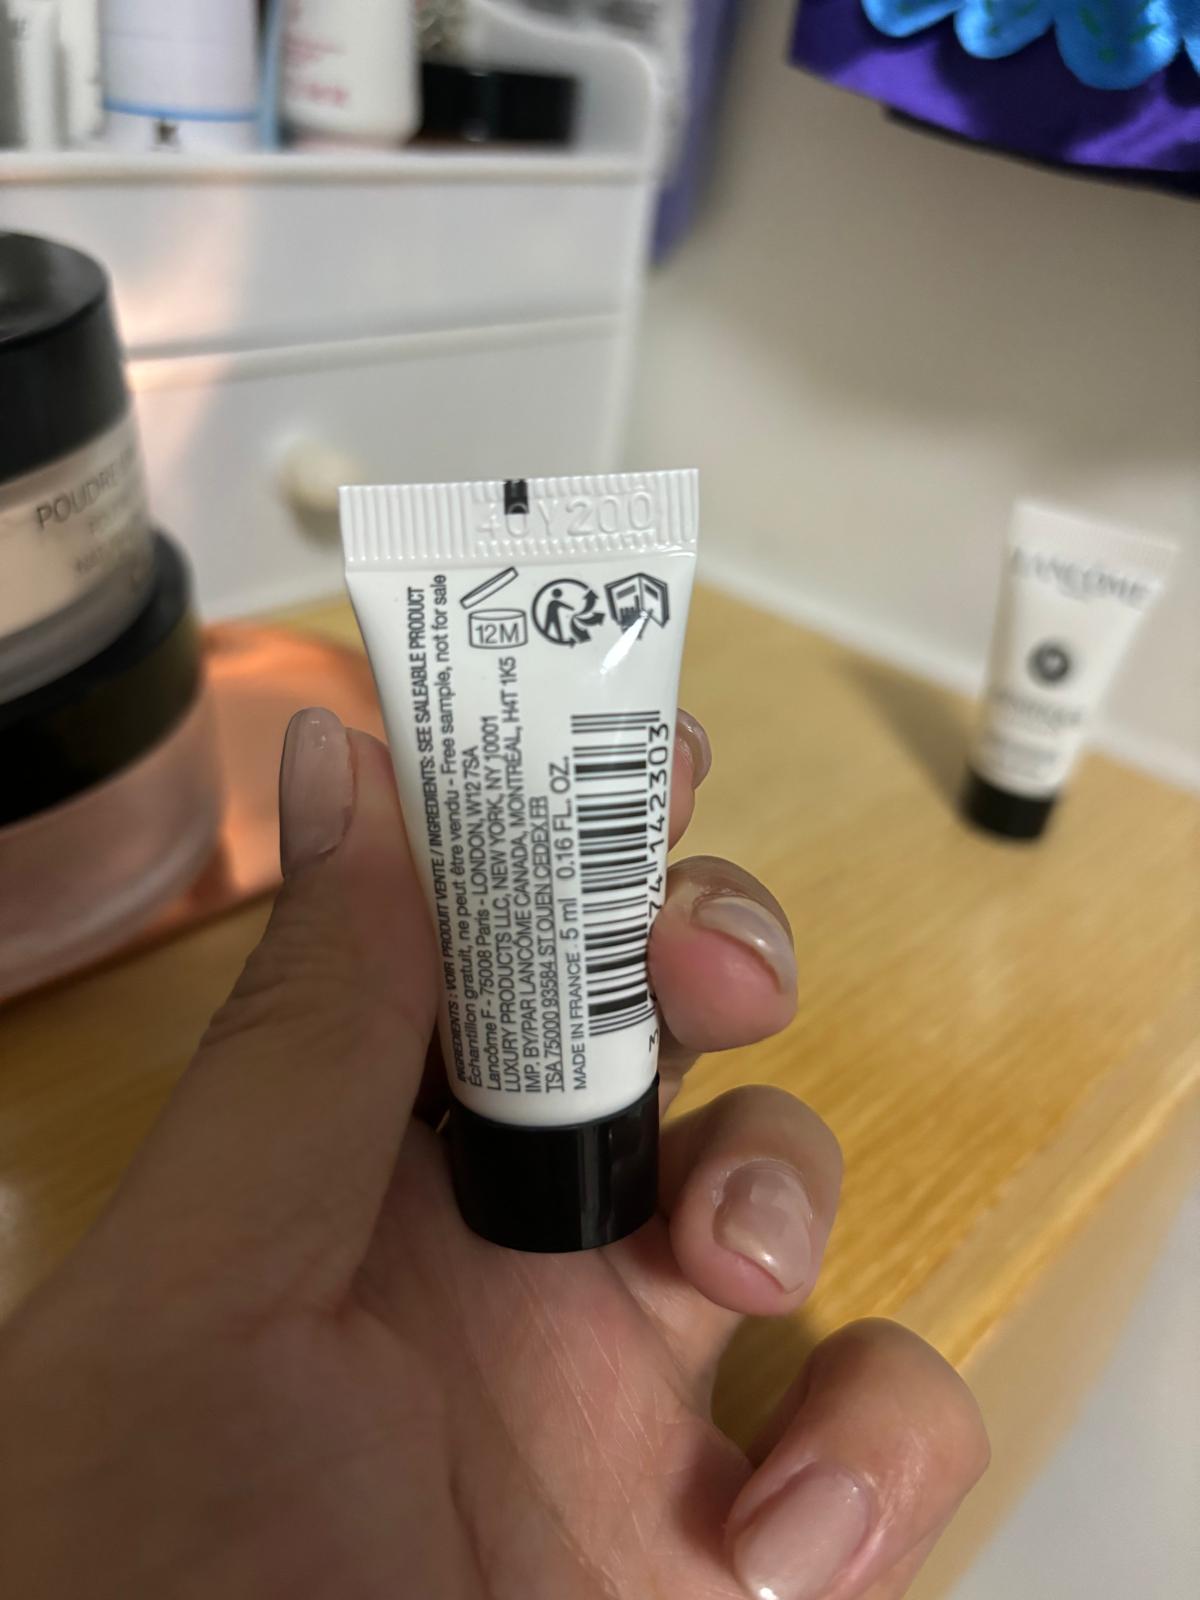 40Y200
12M
INGREDIENTS : VOIR PRODUIT VENTE / INGREDIENTS: SEE SALEABLE PRODUCT
Échantillon gratuit, ne peut être vendu - Free sample, not for sale
Lancôme F - 75008 Paris - LONDON, W12 7SA
LUXURY PRODUCTS LLC, NEW YORK, NY 10001
IMP. BY/PAR LANCÔME CANADA, MONTRÉAL, H4T 1K5
TSA 75000 93584 ST OUEN CEDEX FR
MADE IN FRANCE . 5 ml 0.16 FL. OZ.
74 142303
POUDRE
LANCÔME